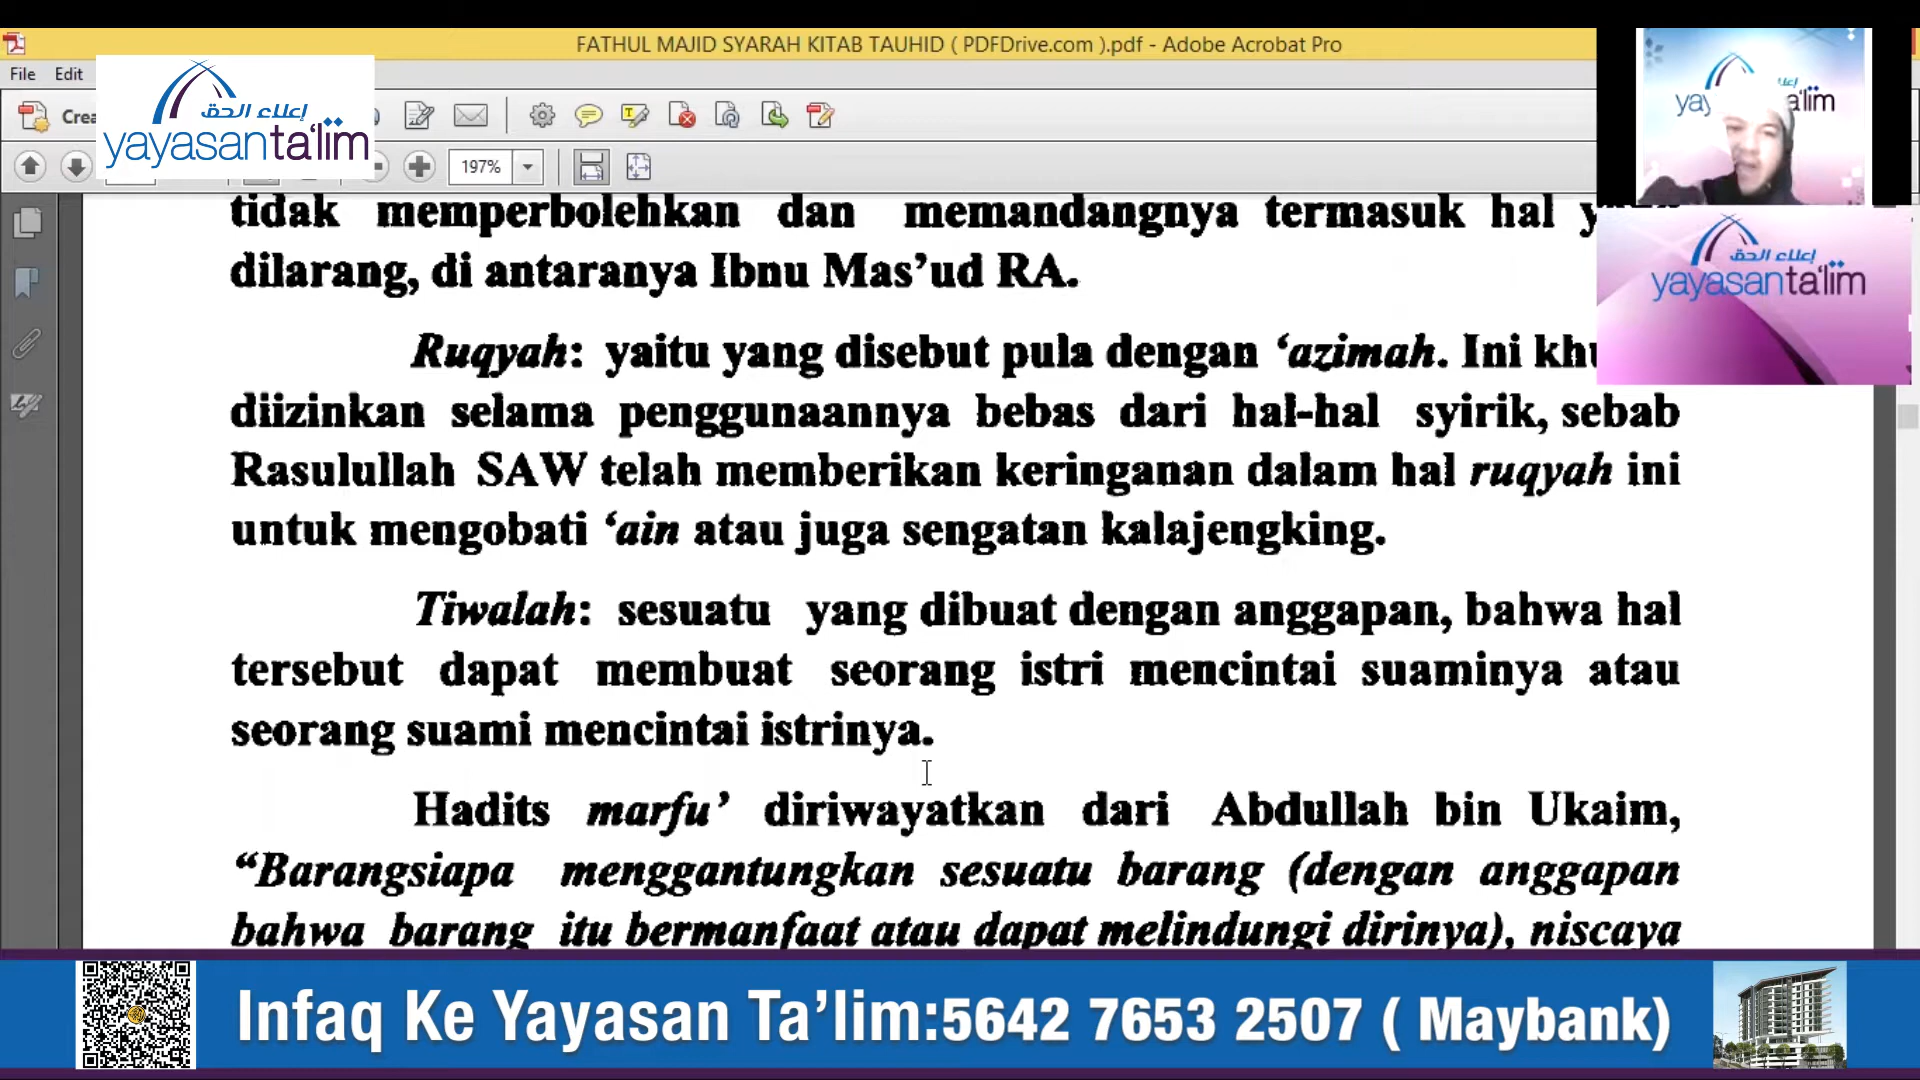 FATHUL MAJID SYARAH KITAB TAUHID ( PDFDrive.com ).pdf - Adobe Acrobat Pro
File Edit
إعلاء الحق
yayasanta'lim
Crea
197%
إعلاء الحق
yayasanta'lim
tidak memperbolehkan dan memandangnya termasuk hal
dilarang, di antaranya Ibnu Mas'ud RA.
Ruqyah: yaitu yang disebut pula dengan 'azimah. Ini
diizinkan selama penggunaannya bebas dari hal-hal syirik, sebab
Rasulullah SAW telah memberikan keringanan dalam hal ruqyah ini
untuk mengobati 'ain atau juga sengatan kalajengking.
Tiwalah: sesuatu yang dibuat dengan anggapan, bahwa hal
tersebut dapat membuat seorang istri mencintai suaminya atau
seorang suami mencintai istrinya.
Hadits marfu' diriwayatkan dari Abdullah bin Ukaim,
"Barangsiapa menggantungkan sesuatu barang (dengan anggapan
bahwa barang itu bermanfaat atau dapat melindungi dirinya), niscaya
Infaq Ke Yayasan Ta'lim:5642 7653 2507 ( Maybank)